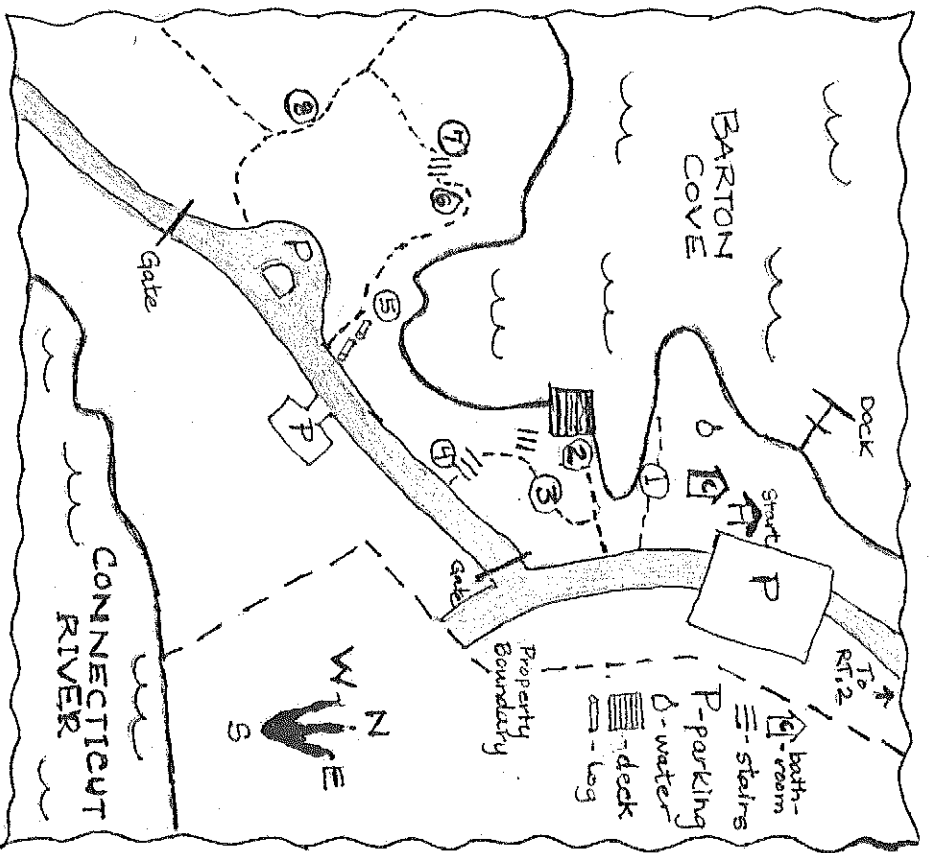 DOCK
To
RT. 2
P
Start
BARTON
COVE
bath-
room
-stairs
P-parking
-water
-deck
-log
1
2
3
4
Gate
Property
Boundary
5
6
7
8
P
P
Gate
N
W
E
S
CONNECTICUT
RIVER